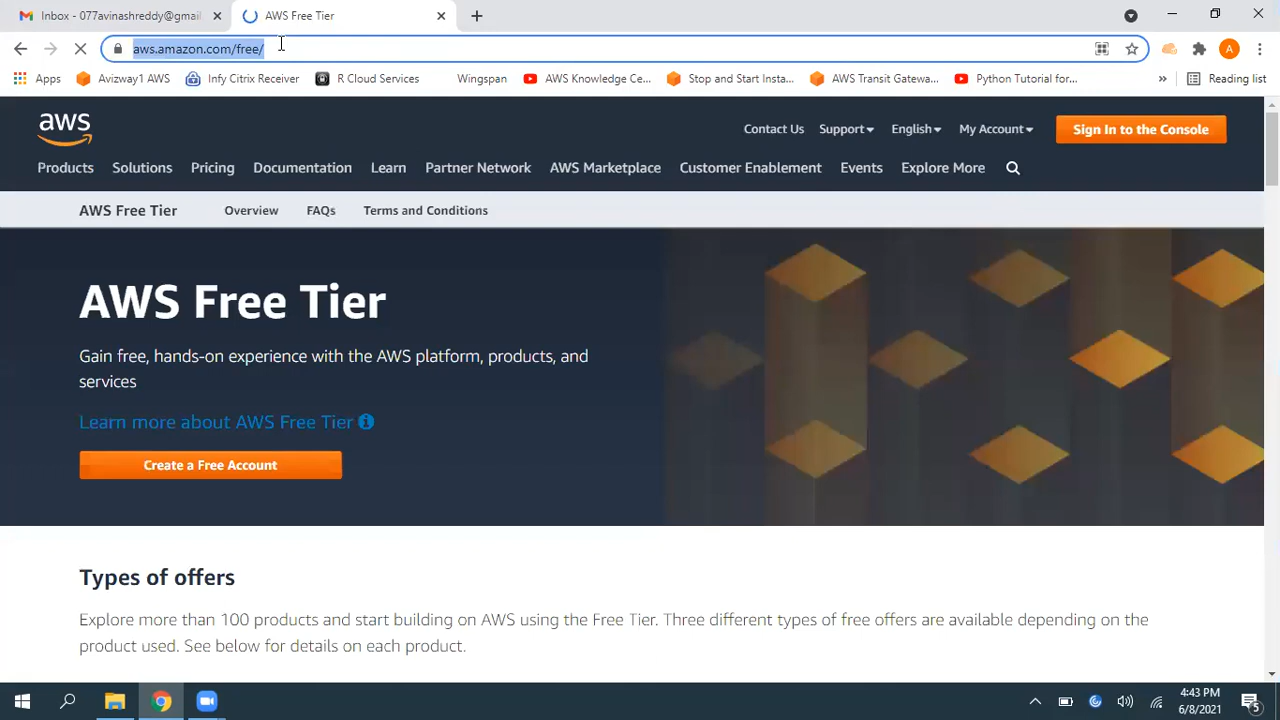 Inbox - 077avinashreddy@gmail.
AWS Free Tier
aws.amazon.com/free/
A
Apps
Avizway1 AWS
Infy Citrix Receiver
R Cloud Services
Wingspan
AWS Knowledge Ce...
Stop and Start Insta...
AWS Transit Gatewa...
Python Tutorial for...
»
Reading list
aws
Contact Us
Support
English
My Account
Sign In to the Console
Products
Solutions
Pricing
Documentation
Learn
Partner Network
AWS Marketplace
Customer Enablement
Events
Explore More
AWS Free Tier
Overview
FAQs
Terms and Conditions
AWS Free Tier
Gain free, hands-on experience with the AWS platform, products, and
services
Learn more about AWS Free Tier
Create a Free Account
Types of offers
Explore more than 100 products and start building on AWS using the Free Tier. Three different types of free offers are available depending on the
product used. See below for details on each product.
4:43 PM
6/8/2021
5